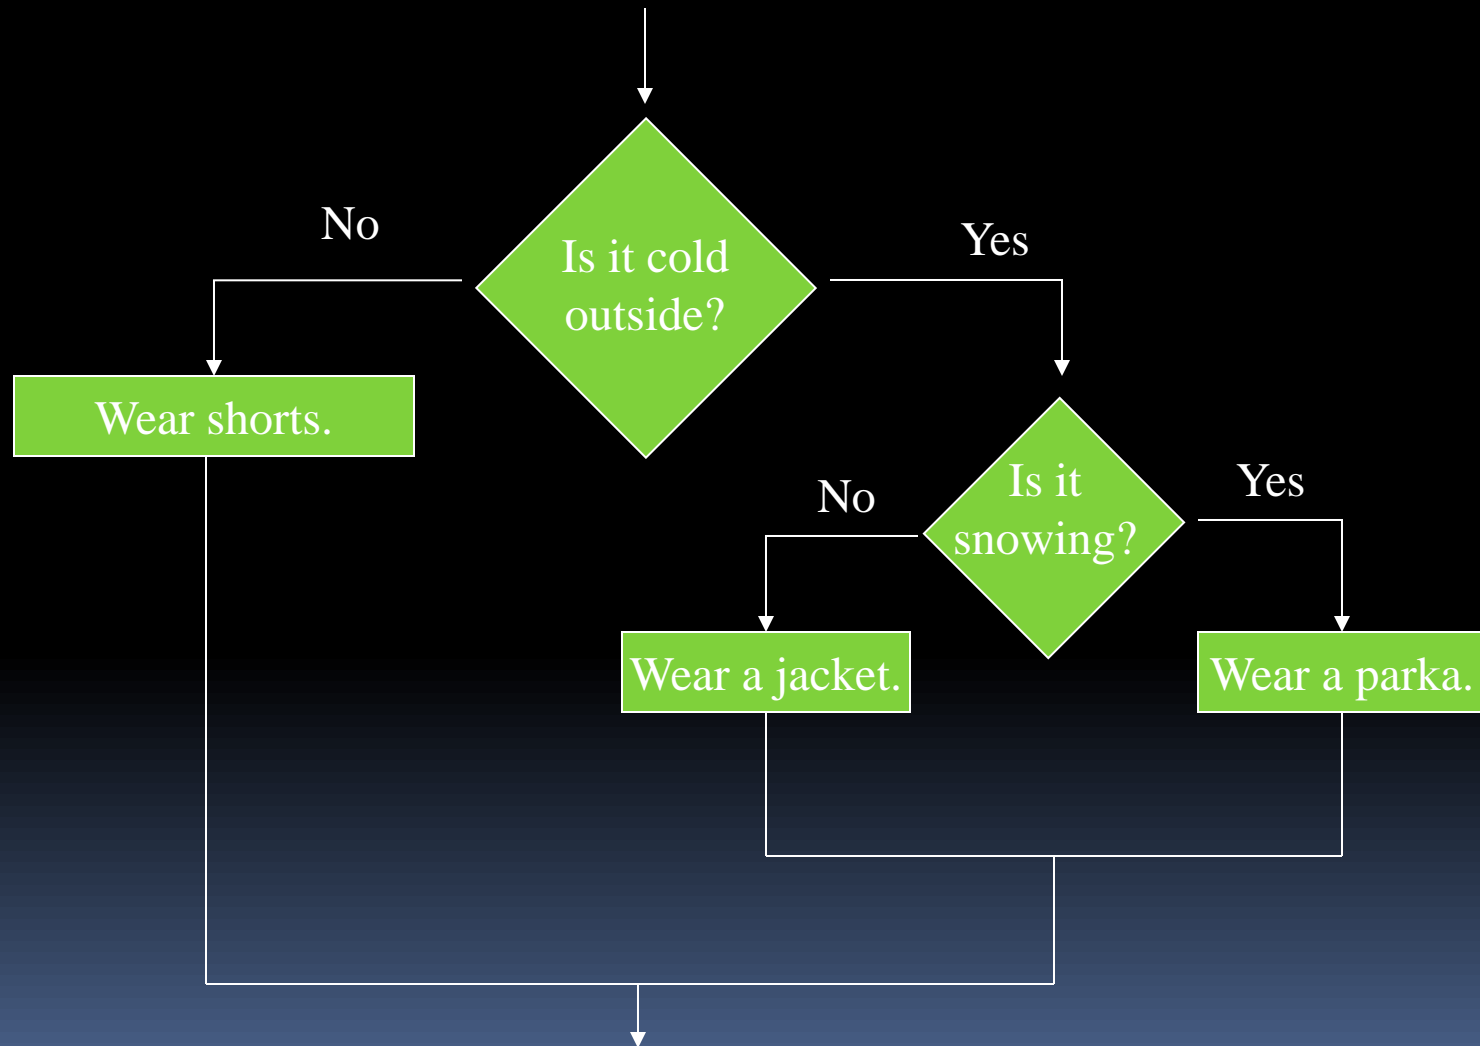 No
Is it cold
outside?
Yes
Wear shorts.
No
Is it
snowing?
Yes
Wear a jacket.
Wear a parka.